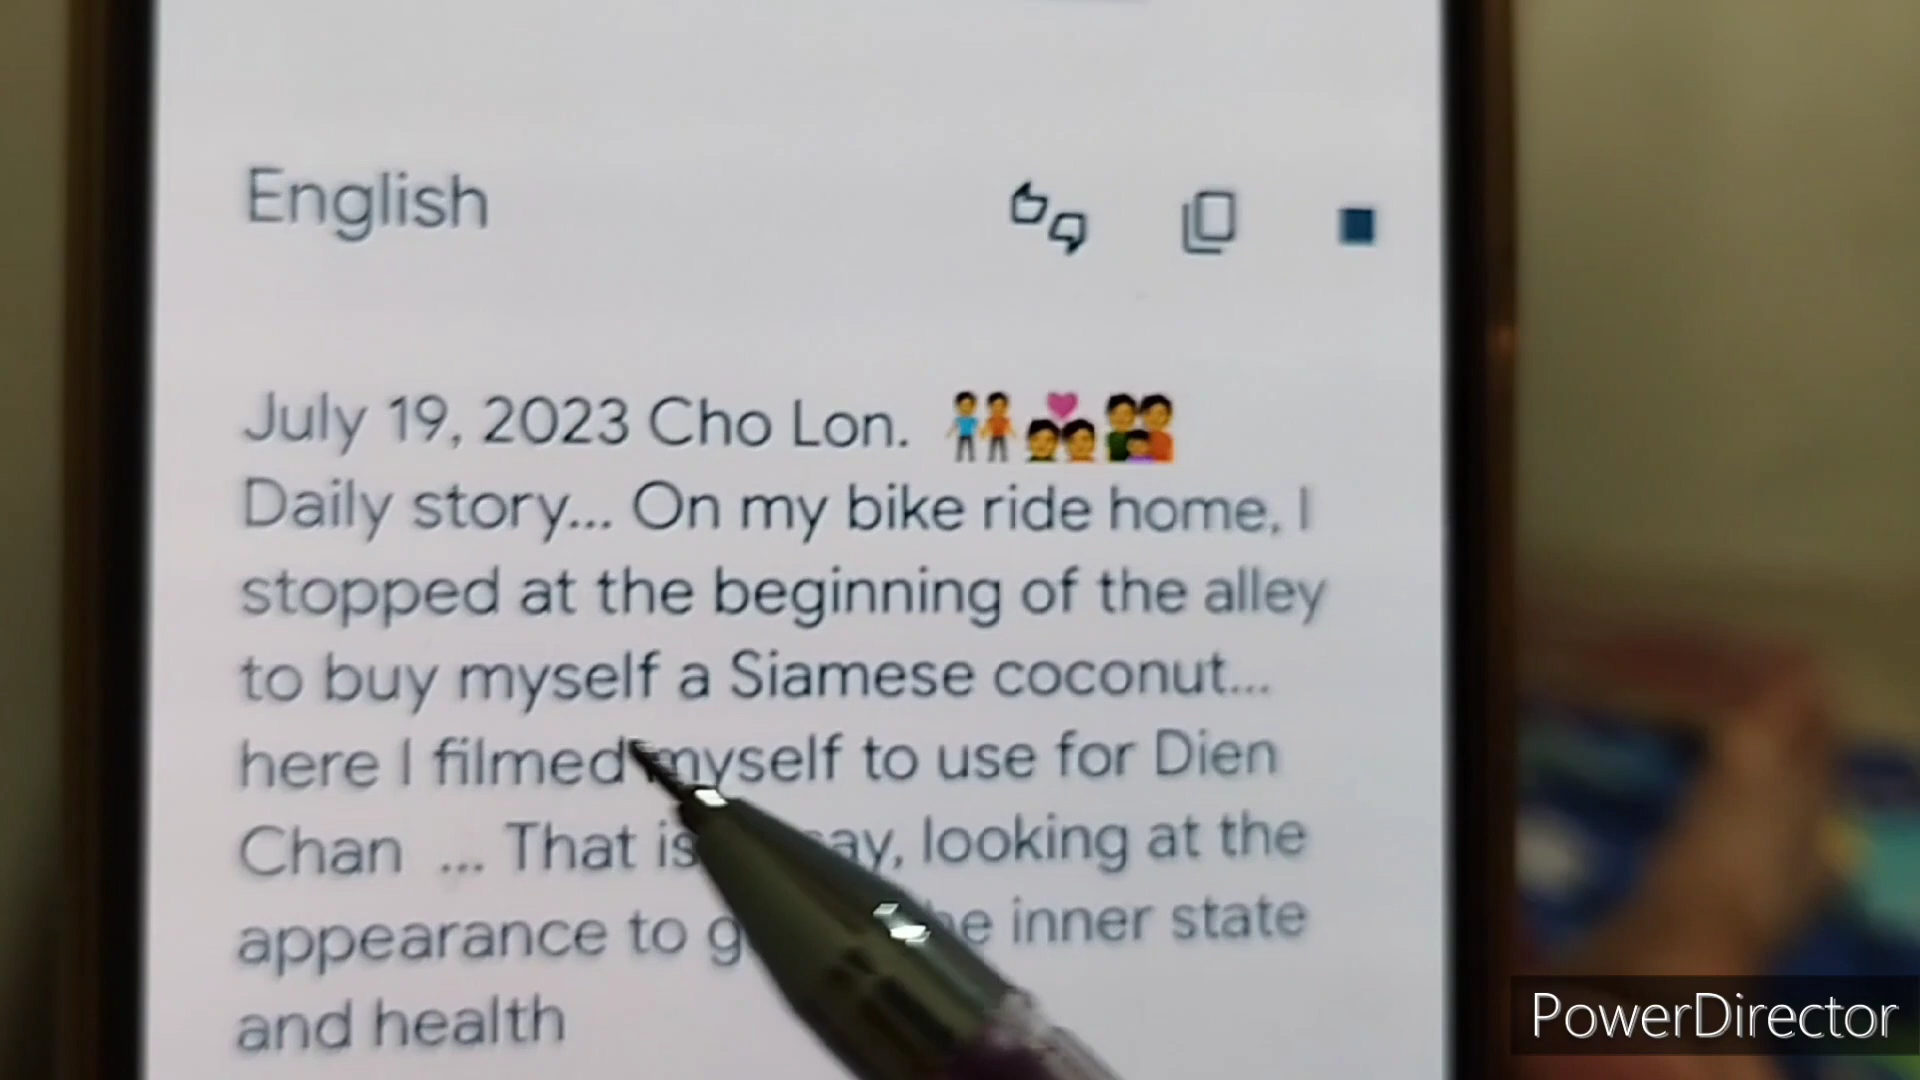 English
July 19, 2023 Cho Lon. 👬💑👪
Daily story... On my bike ride home, I
stopped at the beginning of the alley
to buy myself a Siamese coconut...
here I filmed myself to use for Dien
Chan ... That is looking at the
appearance to inner state
and health
PowerDirector